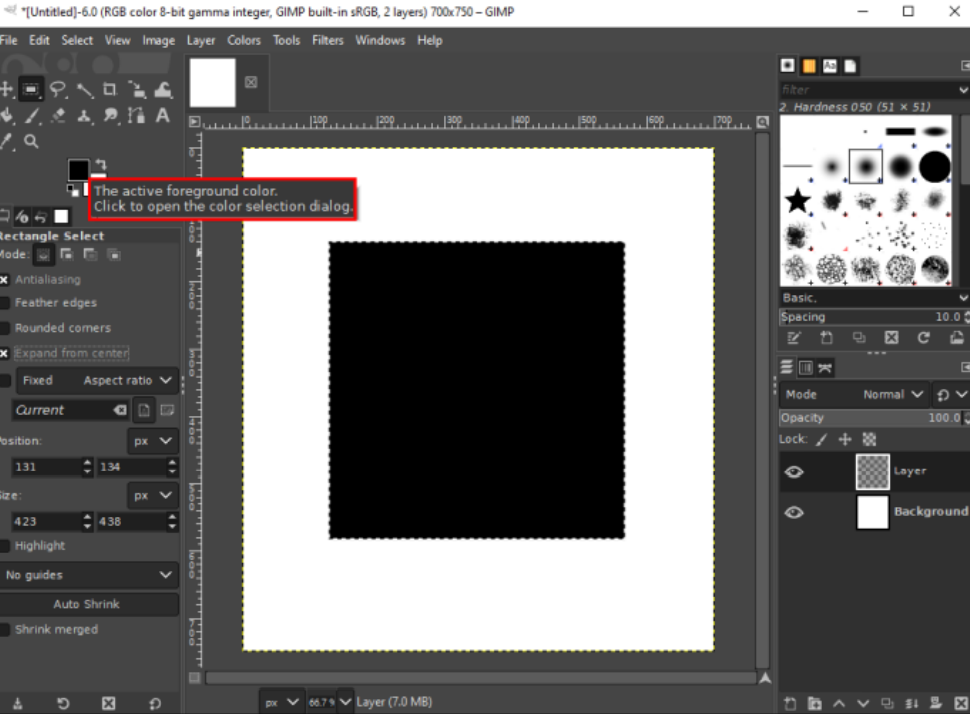 *[Untitled]-6.0 (RGB color 8-bit gamma integer, GIMP built-in sRGB, 2 layers) 700x750 – GIMP
File Edit Select View Image Layer Colors Tools Filters Windows Help
filter
2. Hardness 050 (51 × 51)
0 100 200 300 400 500 600 700
The active foreground color.
Click to open the color selection dialog.
Rectangle Select
Mode:
Antialiasing
Feather edges
Rounded corners
Expand from center
Fixed Aspect ratio
Current
Position: px
131 134
Size: px
423 438
Highlight
No guides
Auto Shrink
Shrink merged
Basic,
Spacing 10.0
Mode Normal
Opacity 100.0
Lock:
Layer
Background
px 66.7 % Layer (7.0 MB)